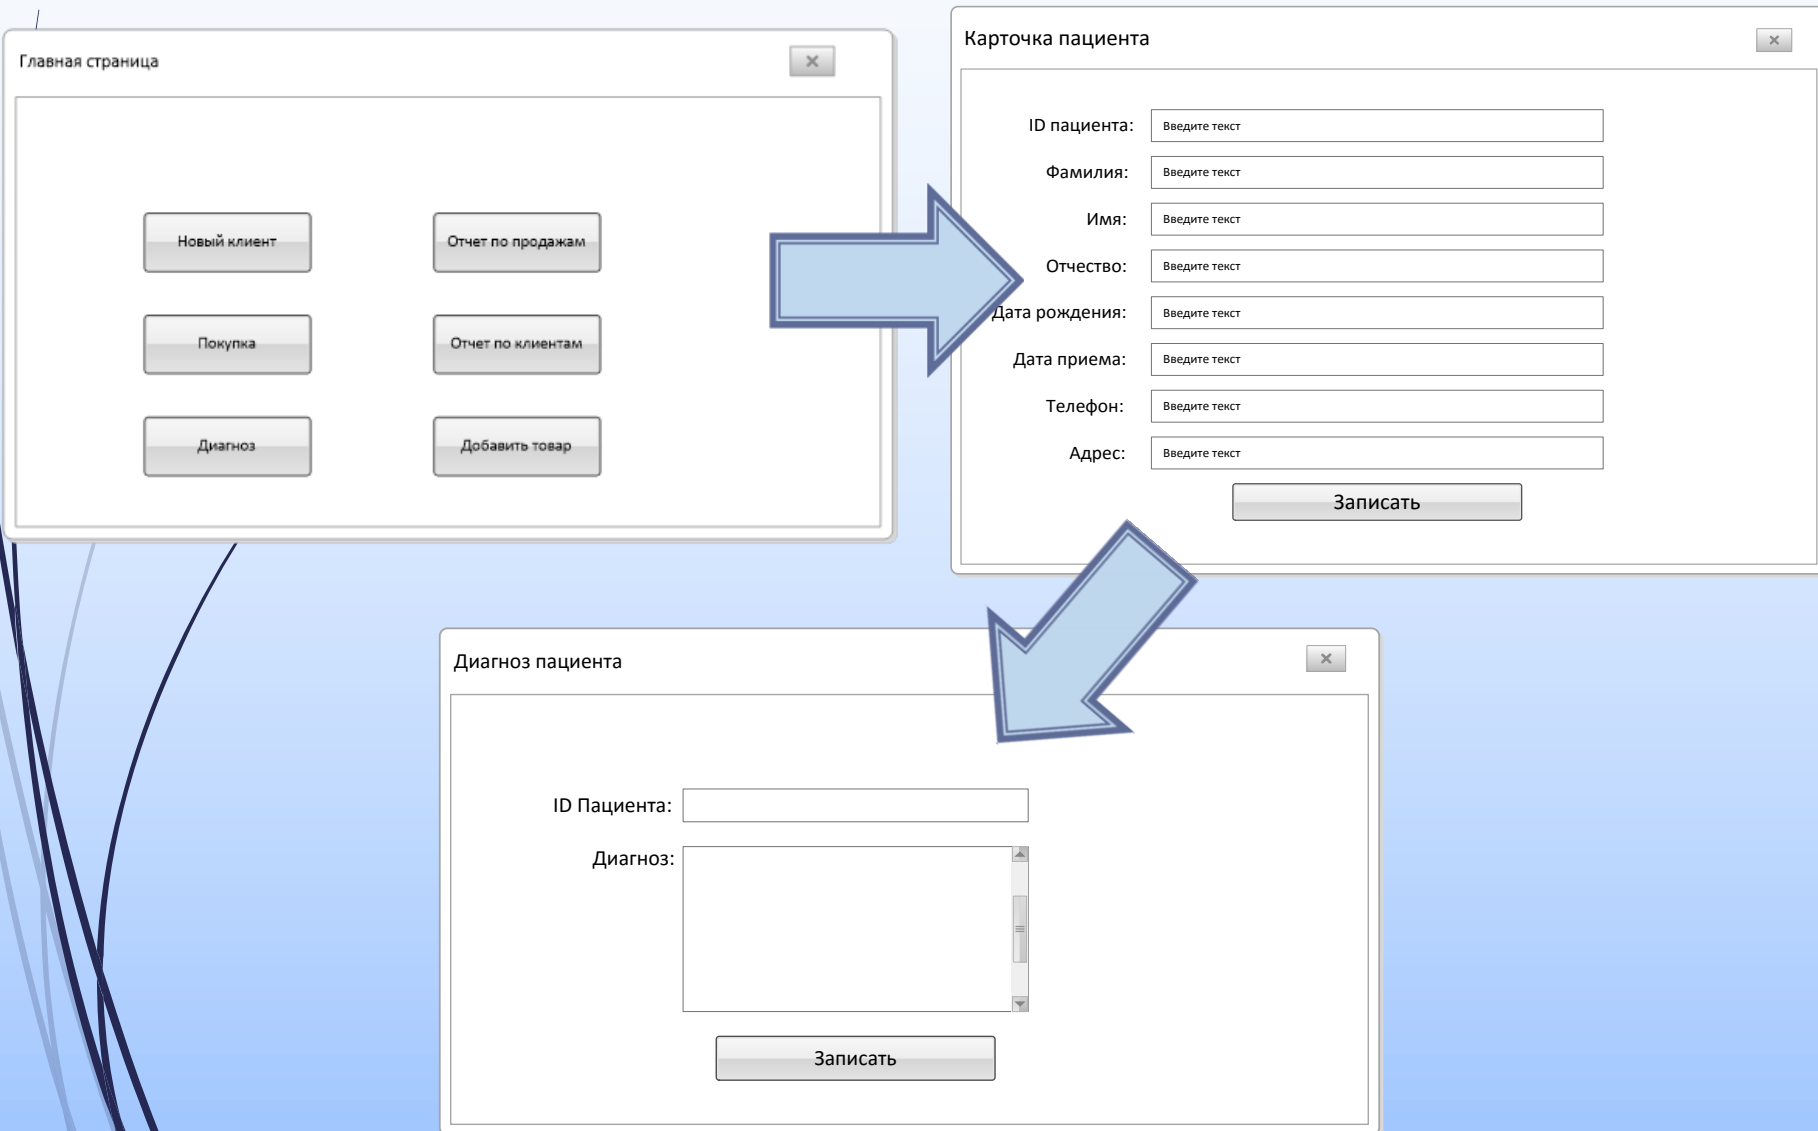 Главная страница
Новый клиент
Отчет по продажам
Покупка
Отчет по клиентам
Диагноз
Добавить товар
Карточка пациента
ID пациента: Введите текст
Фамилия: Введите текст
Имя: Введите текст
Отчество: Введите текст
Дата рождения: Введите текст
Дата приема: Введите текст
Телефон: Введите текст
Адрес: Введите текст
Записать
Диагноз пациента
ID Пациента:
Диагноз:
Записать